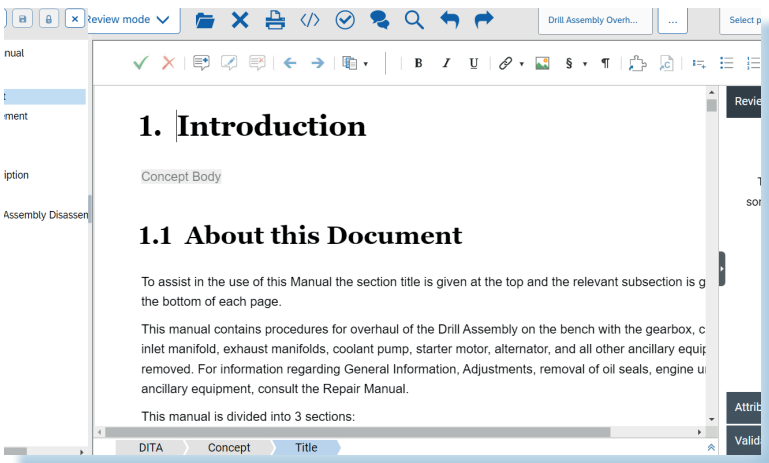 Review mode
Drill Assembly Overh...
...
Select p
nual
t
ement
iption
Assembly Disassen
B I U § ¶
1. Introduction
Concept Body
1.1 About this Document
To assist in the use of this Manual the section title is given at the top and the relevant subsection is g
the bottom of each page.
This manual contains procedures for overhaul of the Drill Assembly on the bench with the gearbox, c
inlet manifold, exhaust manifolds, coolant pump, starter motor, alternator, and all other ancillary equip
removed. For information regarding General Information, Adjustments, removal of oil seals, engine u
ancillary equipment, consult the Repair Manual.
This manual is divided into 3 sections:
Revie
T
son
Attrib
Valid
DITA Concept Title